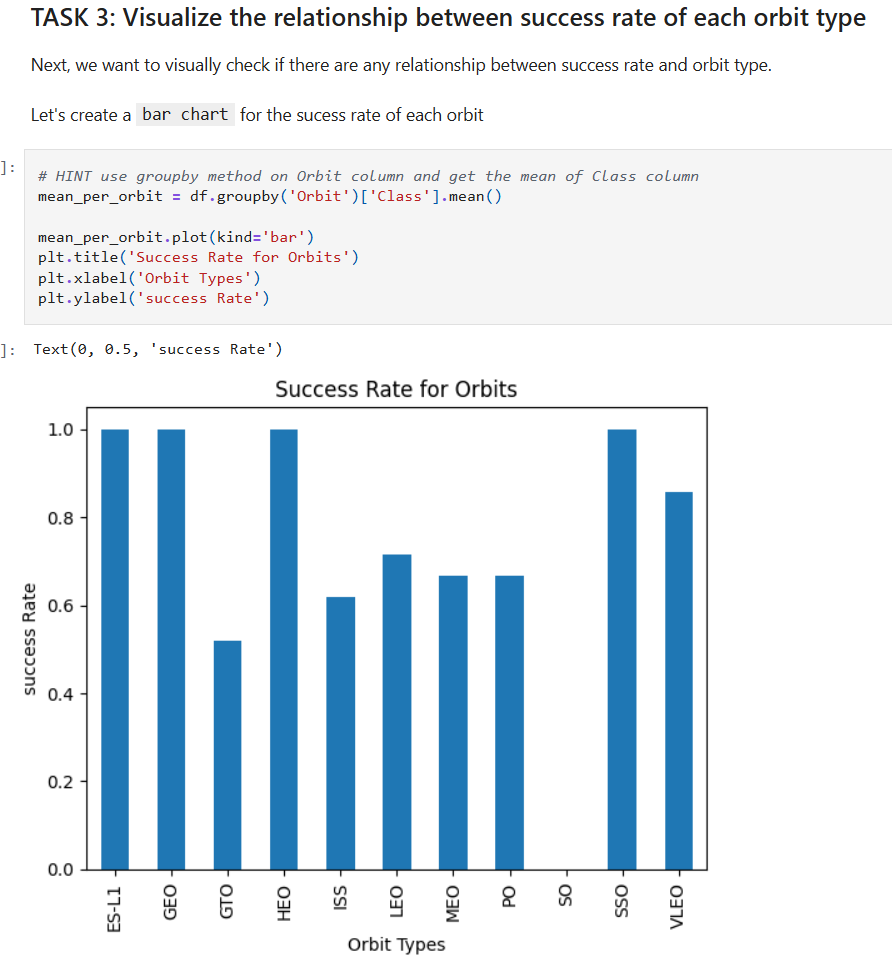 TASK 3: Visualize the relationship between success rate of each orbit type
Next, we want to visually check if there are any relationship between success rate and orbit type.
Let's create a bar chart for the sucess rate of each orbit
]:
# HINT use groupby method on Orbit column and get the mean of Class column
mean_per_orbit = df.groupby('Orbit')['Class'].mean()
mean_per_orbit.plot(kind='bar')
plt.title('Success Rate for Orbits')
plt.xlabel('Orbit Types')
plt.ylabel('success Rate')
]: Text(0, 0.5, 'success Rate')
Success Rate for Orbits
1.0
0.8
0.6
0.4
0.2
0.0
success Rate
ES-L1
GEO
GTO
HEO
ISS
LEO
MEO
PO
SO
SSO
VLEO
Orbit Types